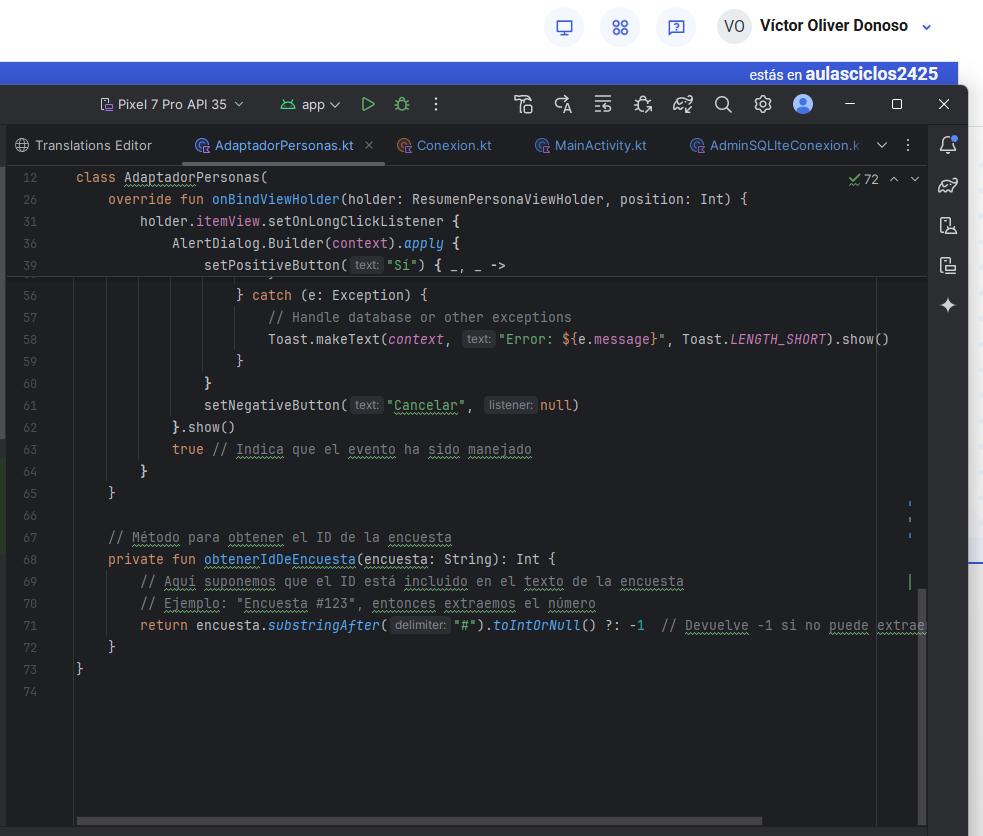 VO Víctor Oliver Donoso
estás en aulasciclos2425
Pixel 7 Pro API 35 app
Translations Editor AdaptadorPersonas.kt Conexion.kt MainActivity.kt AdminSQLIteConexion.k
12 class AdaptadorPersonas( 72
26 override fun onBindViewHolder(holder: ResumenPersonaViewHolder, position: Int) {
31 holder.itemView.setOnLongClickListener {
36 AlertDialog.Builder(context).apply {
39 setPositiveButton( text: "Sí") { _, _ ->
56 } catch (e: Exception) {
57 // Handle database or other exceptions
58 Toast.makeText(context, text: "Error: ${e.message}", Toast.LENGTH_SHORT).show()
59 }
60 }
61 setNegativeButton( text: "Cancelar", listener: null)
62 }.show()
63 true // Indica que el evento ha sido manejado
64 }
65 }
66
67 // Método para obtener el ID de la encuesta
68 private fun obtenerIdDeEncuesta(encuesta: String): Int {
69 // Aquí suponemos que el ID está incluido en el texto de la encuesta
70 // Ejemplo: "Encuesta #123", entonces extraemos el número
71 return encuesta.substringAfter( delimiter: "#").toIntOrNull() ?: -1 // Devuelve -1 si no puede extrae
72 }
73 }
74